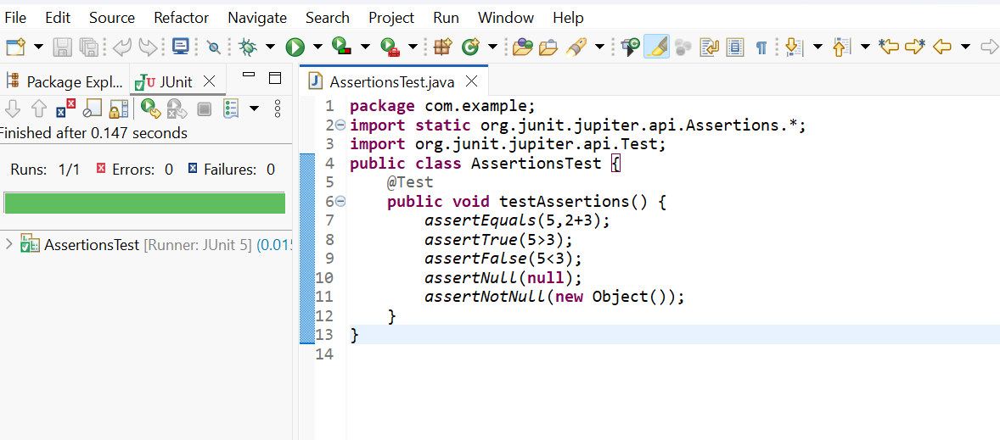 File Edit Source Refactor Navigate Search Project Run Window Help
Package Expl... JUnit
Finished after 0.147 seconds
Runs: 1/1 Errors: 0 Failures: 0
AssertionsTest [Runner: JUnit 5] (0.015
AssertionsTest.java
1 package com.example;
2 import static org.junit.jupiter.api.Assertions.*;
3 import org.junit.jupiter.api.Test;
4 public class AssertionsTest {
5 @Test
6 public void testAssertions() {
7 assertEquals(5,2+3);
8 assertTrue(5>3);
9 assertFalse(5<3);
10 assertNull(null);
11 assertNotNull(new Object());
12 }
13 }
14